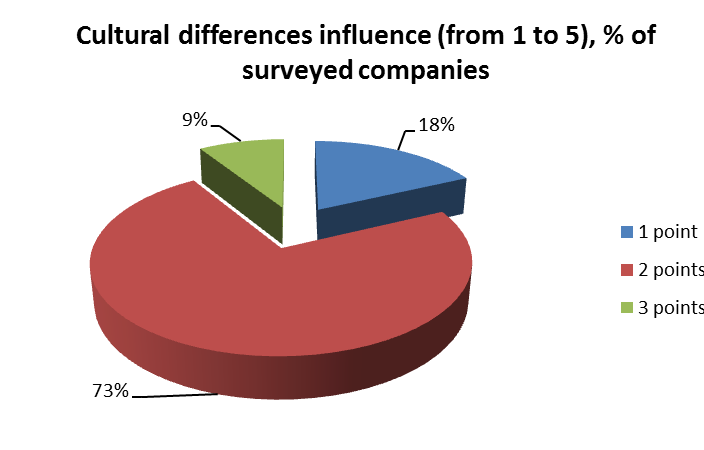 Cultural differences influence (from 1 to 5), % of
surveyed companies
9%
18%
1 point
2 points
3 points
73%